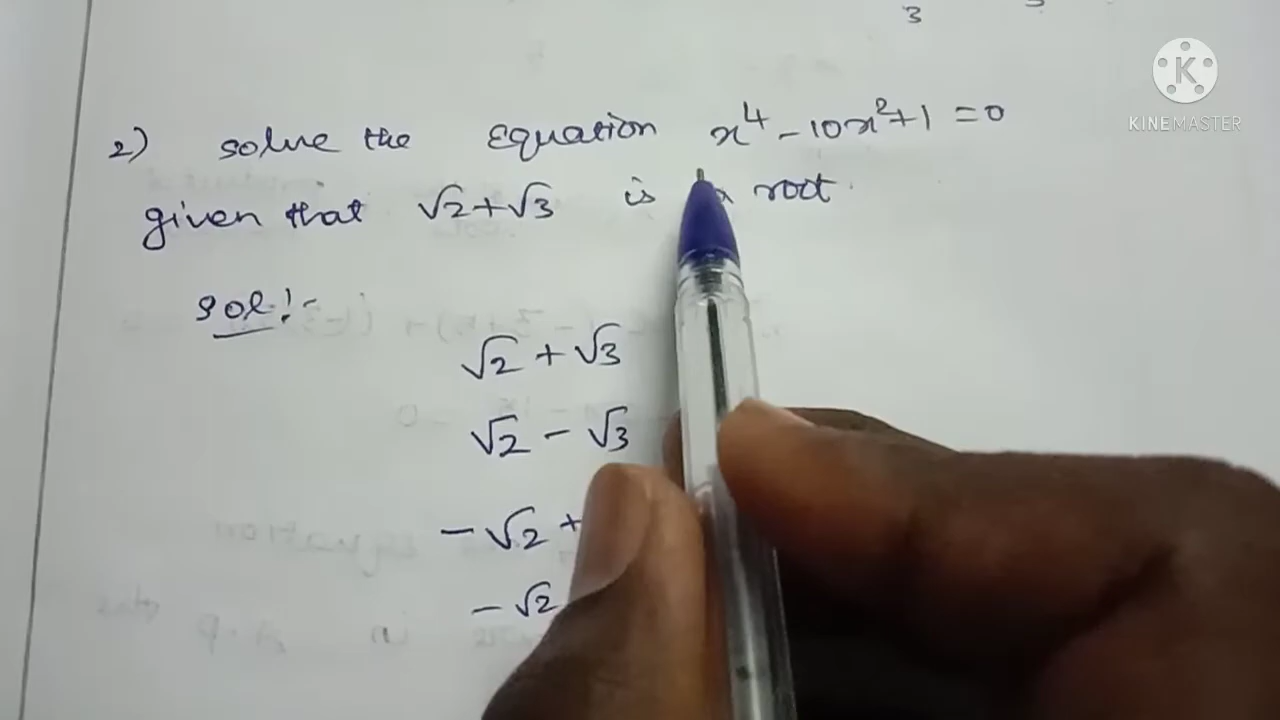 3
K
KINEMASTER
2) solve the Equation x⁴ - 10x² + 1 = 0
given that √2 + √3 is root.
Sol:-
√2 + √3
√2 - √3
- √2 +
- √2